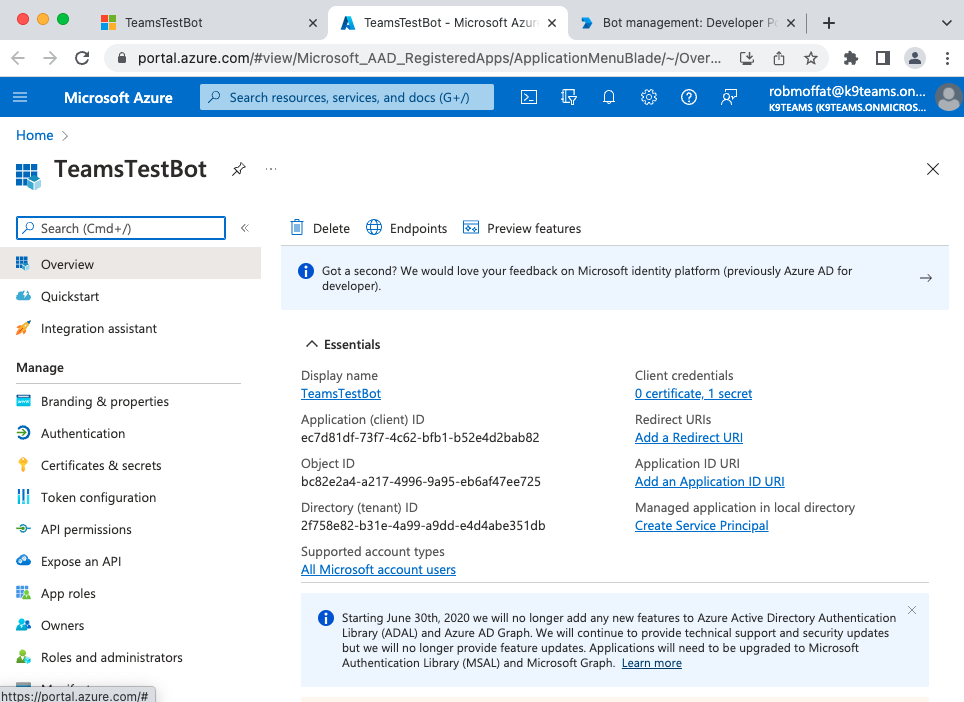 TeamsTestBot
TeamsTestBot - Microsoft Azur
Bot management: Developer Po
portal.azure.com/#view/Microsoft_AAD_RegisteredApps/ApplicationMenuBlade/~/Over...
Microsoft Azure
Search resources, services, and docs (G+/)
robmoffat@k9teams.on...
K9TEAMS (K9TEAMS.ONMICROS...
Home
TeamsTestBot
Search (Cmd+/)
Delete
Endpoints
Preview features
Overview
Quickstart
Integration assistant
Manage
Branding & properties
Authentication
Certificates & secrets
Token configuration
API permissions
Expose an API
App roles
Owners
Roles and administrators
https://portal.azure.com/#
Got a second? We would love your feedback on Microsoft identity platform (previously Azure AD for
developer).
Essentials
Display name
TeamsTestBot
Application (client) ID
ec7d81df-73f7-4c62-bfb1-b52e4d2bab82
Object ID
bc82e2a4-a217-4996-9a95-eb6af47ee725
Directory (tenant) ID
2f758e82-b31e-4a99-a9dd-e4d4abe351db
Supported account types
All Microsoft account users
Client credentials
0 certificate, 1 secret
Redirect URIs
Add a Redirect URI
Application ID URI
Add an Application ID URI
Managed application in local directory
Create Service Principal
Starting June 30th, 2020 we will no longer add any new features to Azure Active Directory Authentication
Library (ADAL) and Azure AD Graph. We will continue to provide technical support and security updates
but we will no longer provide feature updates. Applications will need to be upgraded to Microsoft
Authentication Library (MSAL) and Microsoft Graph. Learn more